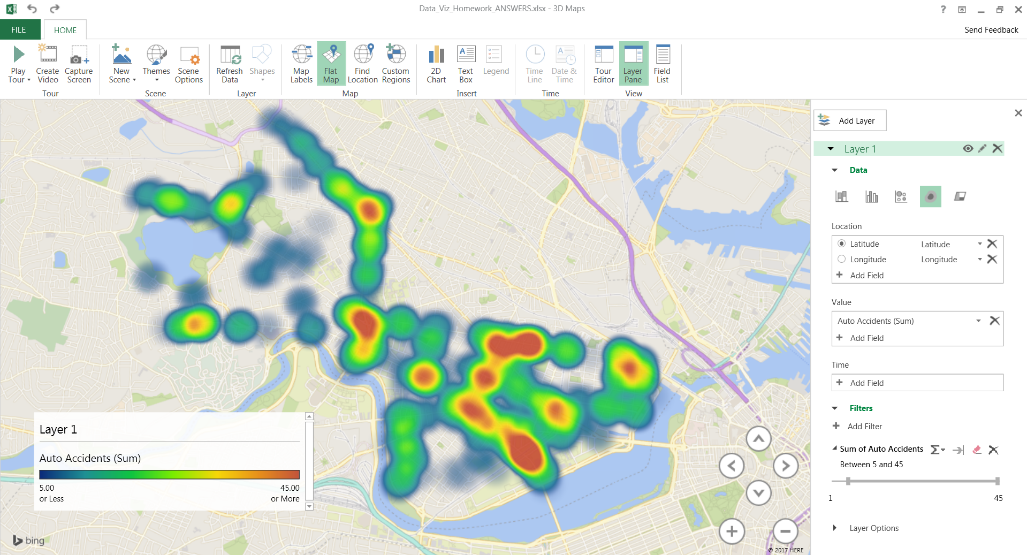 Data_Viz_Homework_ANSWERS.xlsx - 3D Maps
FILE HOME
Send Feedback
Play Tour
Create Video
Capture Screen
Tour
New Scene
Themes
Scene Options
Scene
Refresh Data
Shapes
Layer
Map Labels
Flat Map
Find Location
Custom Regions
Map
2D Chart
Text Box
Legend
Insert
Time Line
Date & Time
Time
Tour Editor
Layer Pane
Field List
View
Add Layer
Layer 1
Data
Location
Latitude Latitude
Longitude Longitude
Add Field
Value
Auto Accidents (Sum)
Add Field
Time
Add Field
Filters
Add Filter
Sum of Auto Accidents
Between 5 and 45
1 45
Layer Options
Layer 1
Auto Accidents (Sum)
5.00 45.00
or Less or More
bing
© 2017 HERE